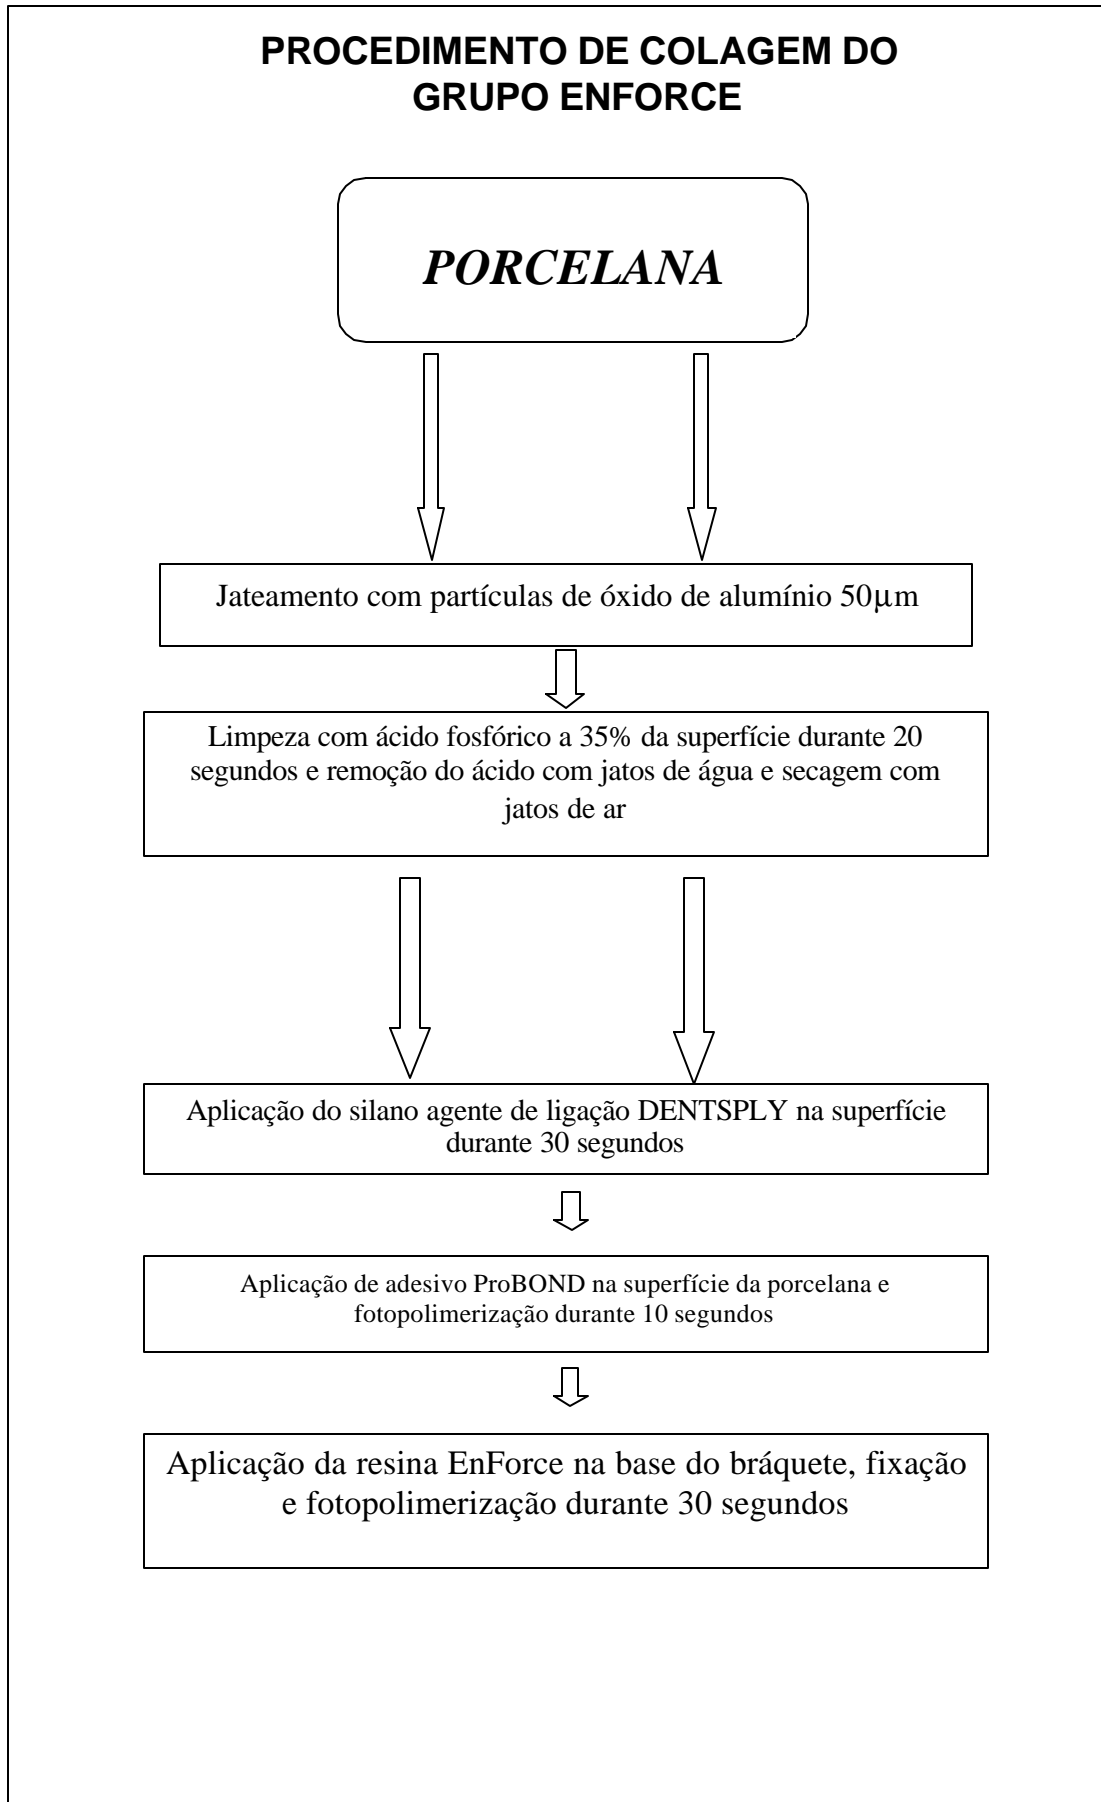 PROCEDIMENTO DE COLAGEM DO
GRUPO ENFORCE
PORCELANA
Jateamento com partículas de óxido de alumínio 50µm
Limpeza com ácido fosfórico a 35% da superfície durante 20
segundos e remoção do ácido com jatos de água e secagem com
jatos de ar
Aplicação do silano agente de ligação DENTSPLY na superfície
durante 30 segundos
Aplicação de adesivo ProBOND na superfície da porcelana e
fotopolimerização durante 10 segundos
Aplicação da resina EnForce na base do bráquete, fixação
e fotopolimerização durante 30 segundos